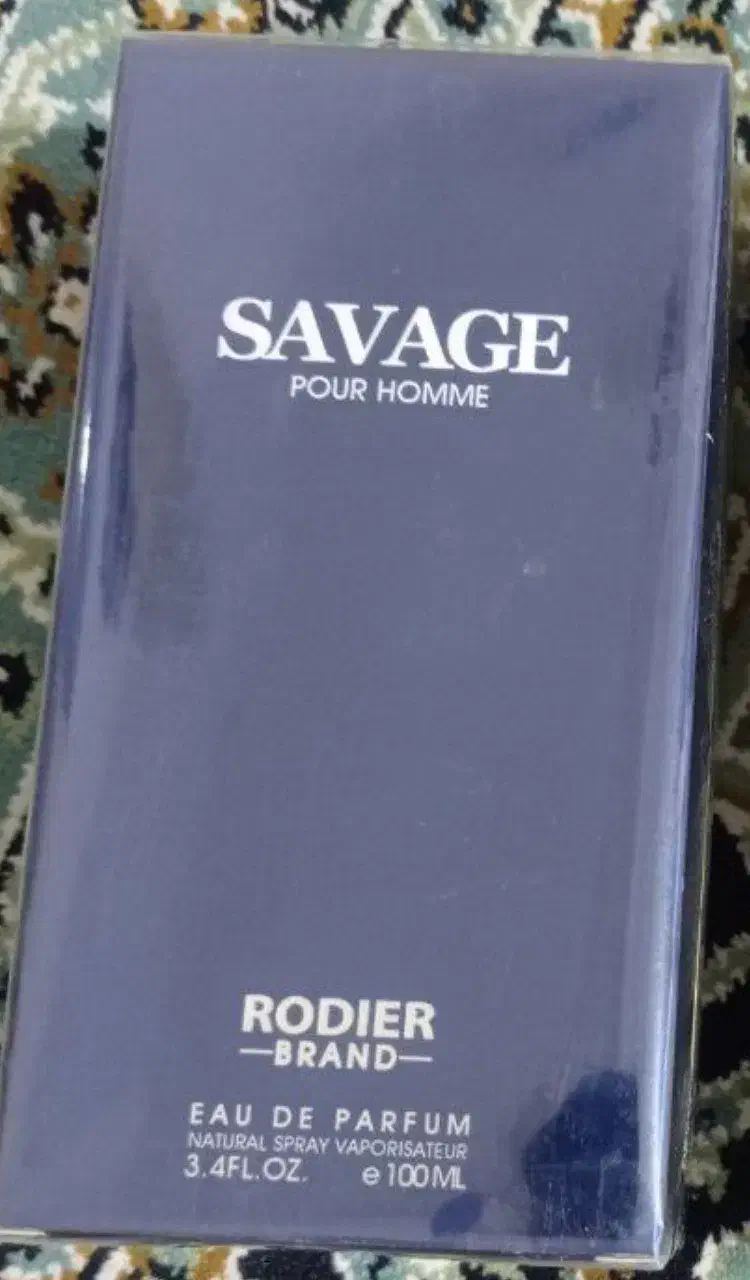 SAVAGE
POUR HOMME
RODIER
—BRAND—
EAU DE PARFUM
NATURAL SPRAY VAPORISATEUR
3.4FL.OZ. e100ML